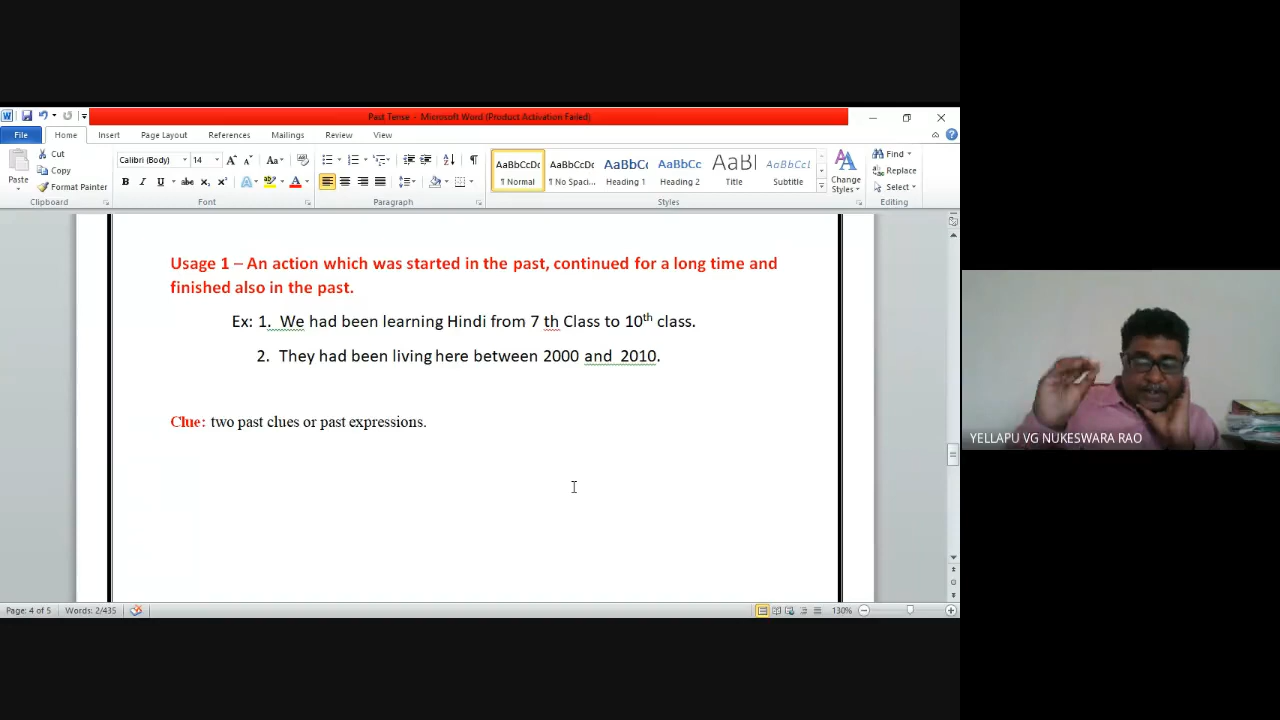 Past Tense - Microsoft Word (Product Activation Failed)
File Home Insert Page Layout References Mailings Review View
Paste Cut Calibri (Body) 14 AaBbCcDc AaBbCcDc AaBbCc AaBbCc AaBl AaBbCcl Change Styles Find
Copy Replace
Format Painter ¶ Normal ¶ No Spaci... Heading 1 Heading 2 Title Subtitle Select
Clipboard Font Paragraph Styles Editing
Usage 1 – An action which was started in the past, continued for a long time and
finished also in the past.
Ex: 1. We had been learning Hindi from 7 th Class to 10th class.
2. They had been living here between 2000 and 2010.
Clue: two past clues or past expressions.
YELLAPU VG NUKESWARA RAO
Page: 4 of 5 Words: 2/435 130%